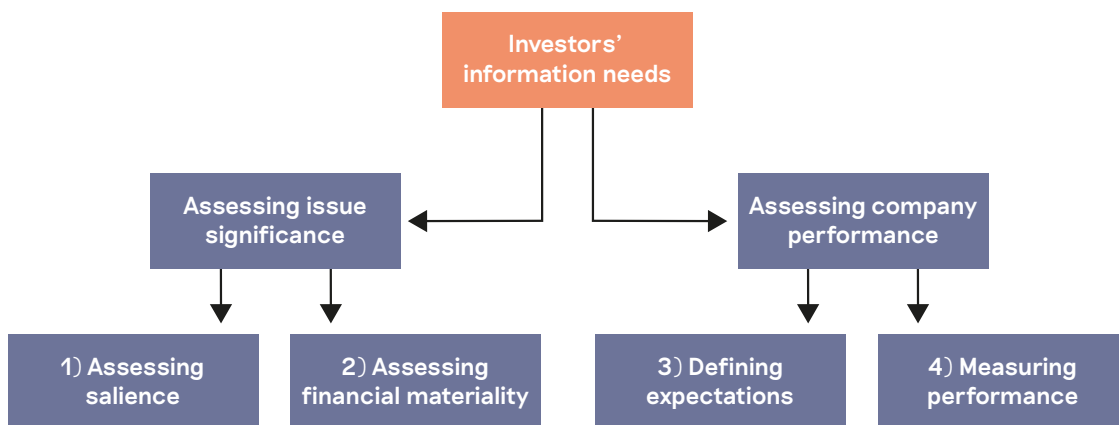 Investors’
information needs
Assessing issue
significance
Assessing company
performance
1) Assessing
salience
2) Assessing
financial materiality
3) Defining
expectations
4) Measuring
performance